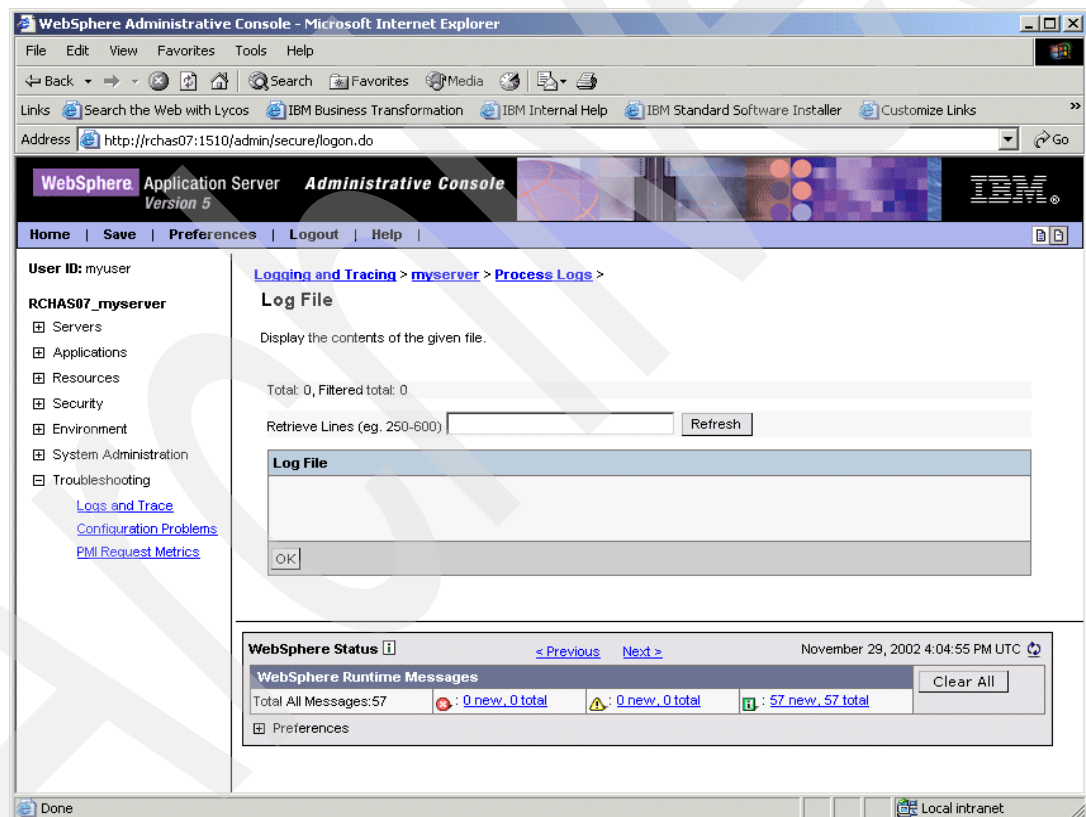 WebSphere Administrative Console - Microsoft Internet Explorer
File Edit View Favorites Tools Help
Back Search Favorites Media
Links Search the Web with Lycos IBM Business Transformation IBM Internal Help IBM Standard Software Installer Customize Links »
Address http://rchas07:1510/admin/secure/logon.do Go
WebSphere Application Server Administrative Console
Version 5
IBM®
Home | Save | Preferences | Logout | Help |
User ID: myuser
RCHAS07_myserver
Servers
Applications
Resources
Security
Environment
System Administration
Troubleshooting
Logs and Trace
Configuration Problems
PMI Request Metrics
Logging and Tracing > myserver > Process Logs >
Log File
Display the contents of the given file.
Total: 0, Filtered total: 0
Retrieve Lines (eg. 250-600) Refresh
Log File
OK
WebSphere Status i < Previous Next > November 29, 2002 4:04:55 PM UTC
WebSphere Runtime Messages
Clear All
Total All Messages:57 : 0 new, 0 total : 0 new, 0 total : 57 new, 57 total
Preferences
Done Local intranet